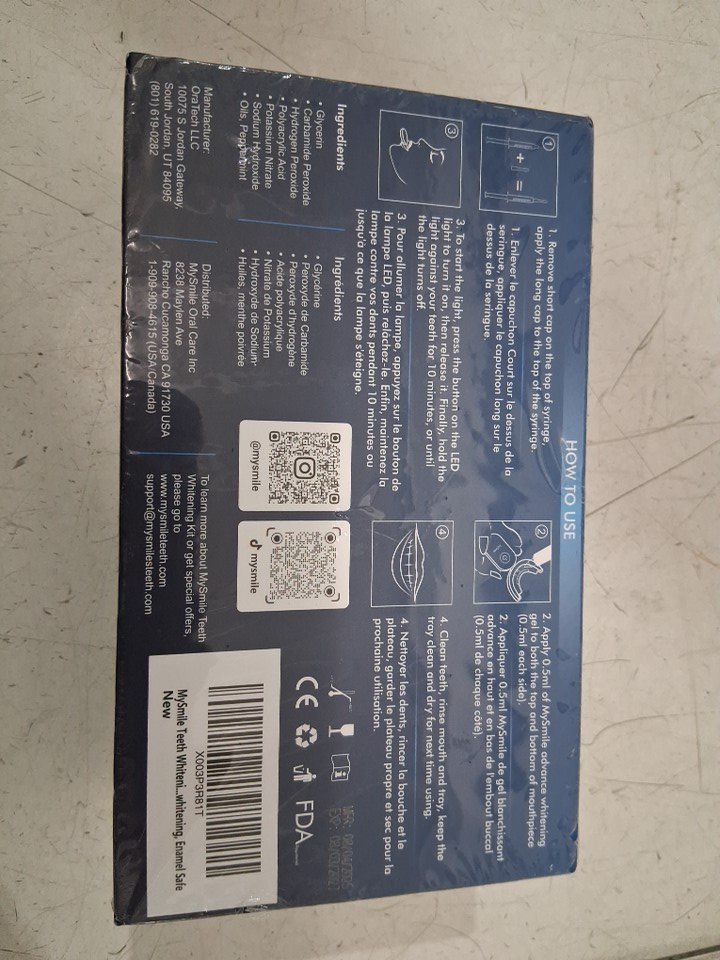 HOW TO USE
1
1. Remove short cap on the top of syringe,
apply the long cap to the top of the syringe.
1. Enlever le capuchon Court sur le dessus de la
seringue, appliquer le capuchon long sur le
dessus de la seringue.
2
2. Apply 0.5ml of MySmile advance whitening
gel to both the top and bottom of mouthpiece
(0.5ml each side).
2. Appliquer 0.5ml MySmile de gel blanchissant
advance en haut et en bas de l'embout buccal
(0.5ml de chaque côté).
3
3. To start the light, press the button on the LED
light to turn it on, then release it. Finally, hold the
light against your teeth for 10 minutes, or until
the light turns off.
3. Pour allumer la lampe, appuyez sur le bouton de
la lampe LED, puis relâchez-le. Enfin, maintenez la
lampe contre vos dents pendant 10 minutes ou
jusqu'à ce que la lampe s'éteigne.
4
4. Clean teeth, rinse mouth and tray, keep the
tray clean and dry for next time using.
4. Nettoyer les dents, rincer la bouche et le
plateau, garder le plateau propre et sec pour la
prochaine utilisation.
Ingredients
• Glycerin
• Carbamide Peroxide
• Hydrogen Peroxide
• Polyacrylic Acid
• Potassium Nitrate
• Sodium Hydroxide
• Oils, Peppermint
Ingrédients
• Glycérine
• Peroxyde de Carbamide
• Peroxyde d'hydrogène
• Acide polyacrylique
• Nitrate de Potassium
• Hydroxyde de Sodium
• Huiles, menthe poivrée
@mysmile
mysmile
CE
FDA
Manufacturer:
OraTech LLC
10075 S Jordan Gateway,
South Jordan, UT 84095
(801) 619-0282
Distributed:
MySmile Oral Care Inc
8238 Maylen Ave
Rancho Cucamonga CA 91730 USA
1-909-900-4615 (USA Canada)
To learn more about MySmile Teeth
Whitening Kit or get special offers,
please go to
www.mysmileteeth.com
support@mysmilesteeth.com
X003P3R81T
MySmile Teeth Whiteni...whitening, Enamel Safe
New